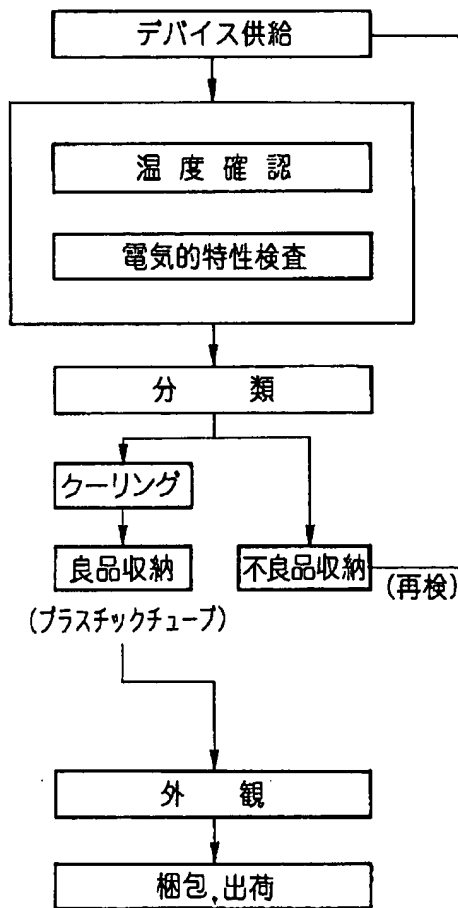 デバイス供給
温度確認
電気的特性検査
分類
クーリング
良品収納
不良品収納
(再検)
(プラスチックチューブ)
外観
梱包,出荷